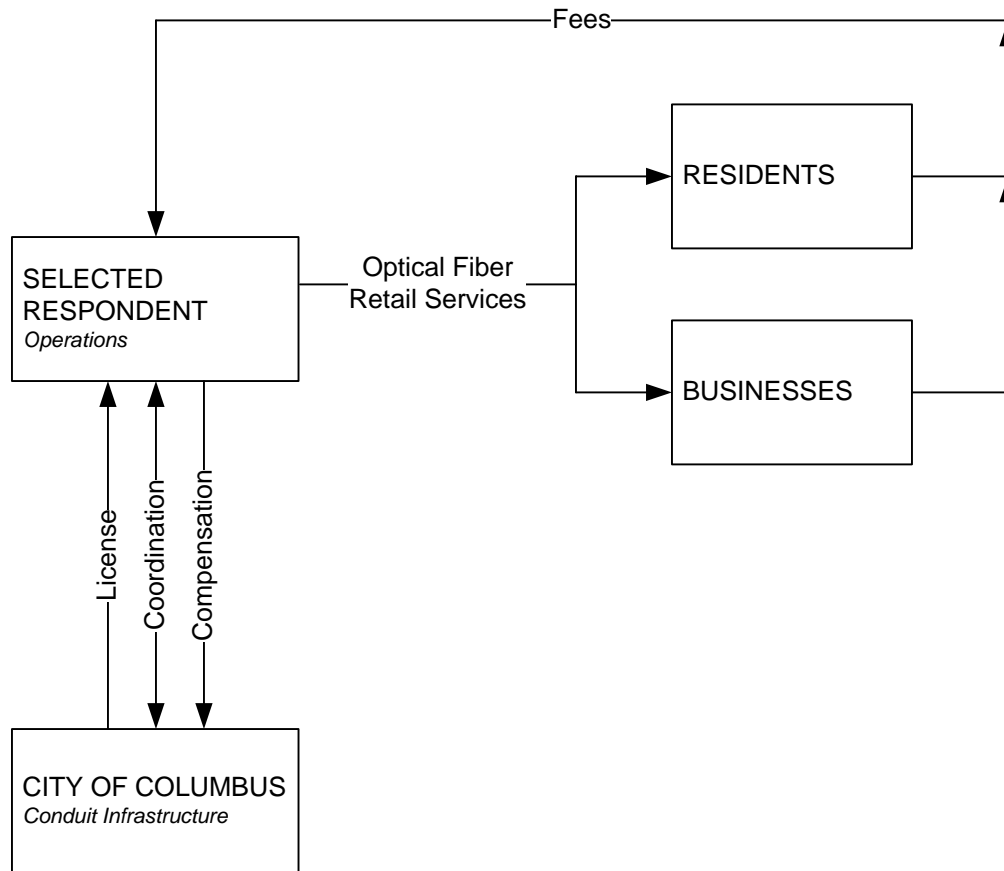 Fees
RESIDENTS
SELECTED
RESPONDENT
Operations
Optical Fiber
Retail Services
BUSINESSES
License
Coordination
Compensation
CITY OF COLUMBUS
Conduit Infrastructure